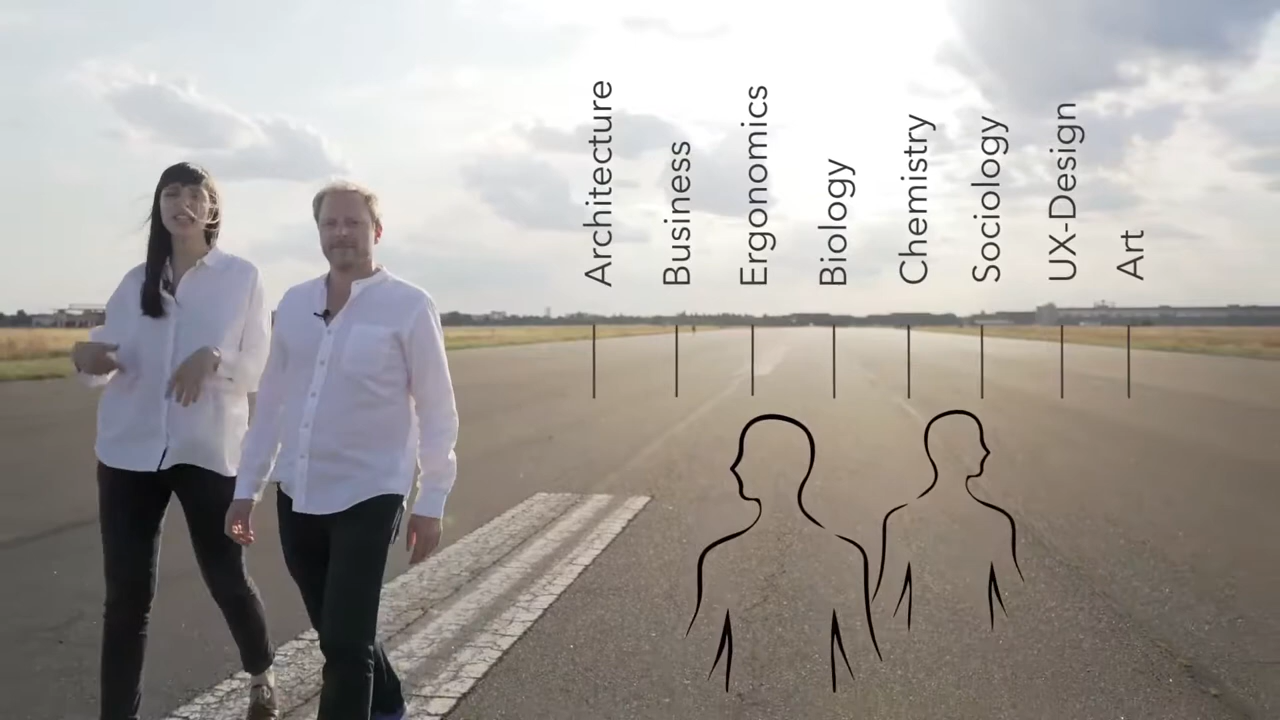 Architecture
Business
Ergonomics
Biology
Chemistry
Sociology
UX-Design
Art